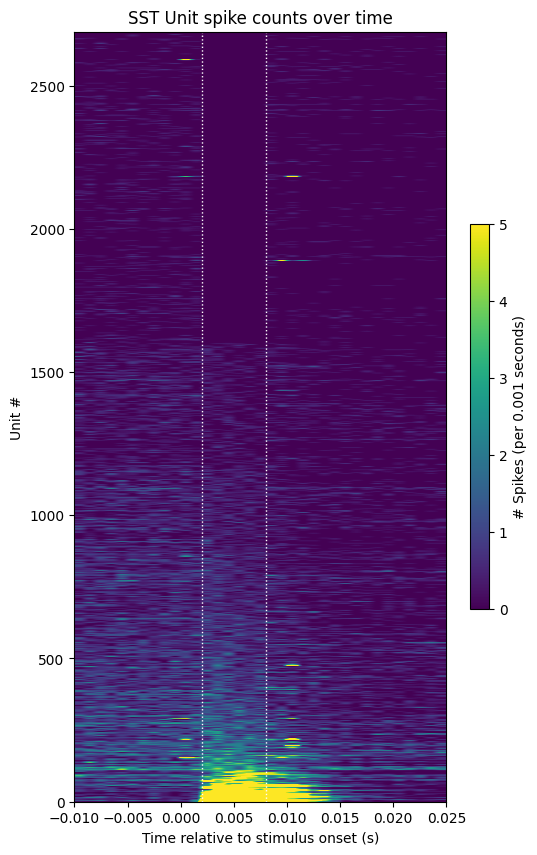 SST Unit spike counts over time
2500
2000
1500
1000
500
0
Unit #
−0.010 −0.005 0.000 0.005 0.010 0.015 0.020 0.025
Time relative to stimulus onset (s)
5
4
3
2
1
0
# Spikes (per 0.001 seconds)